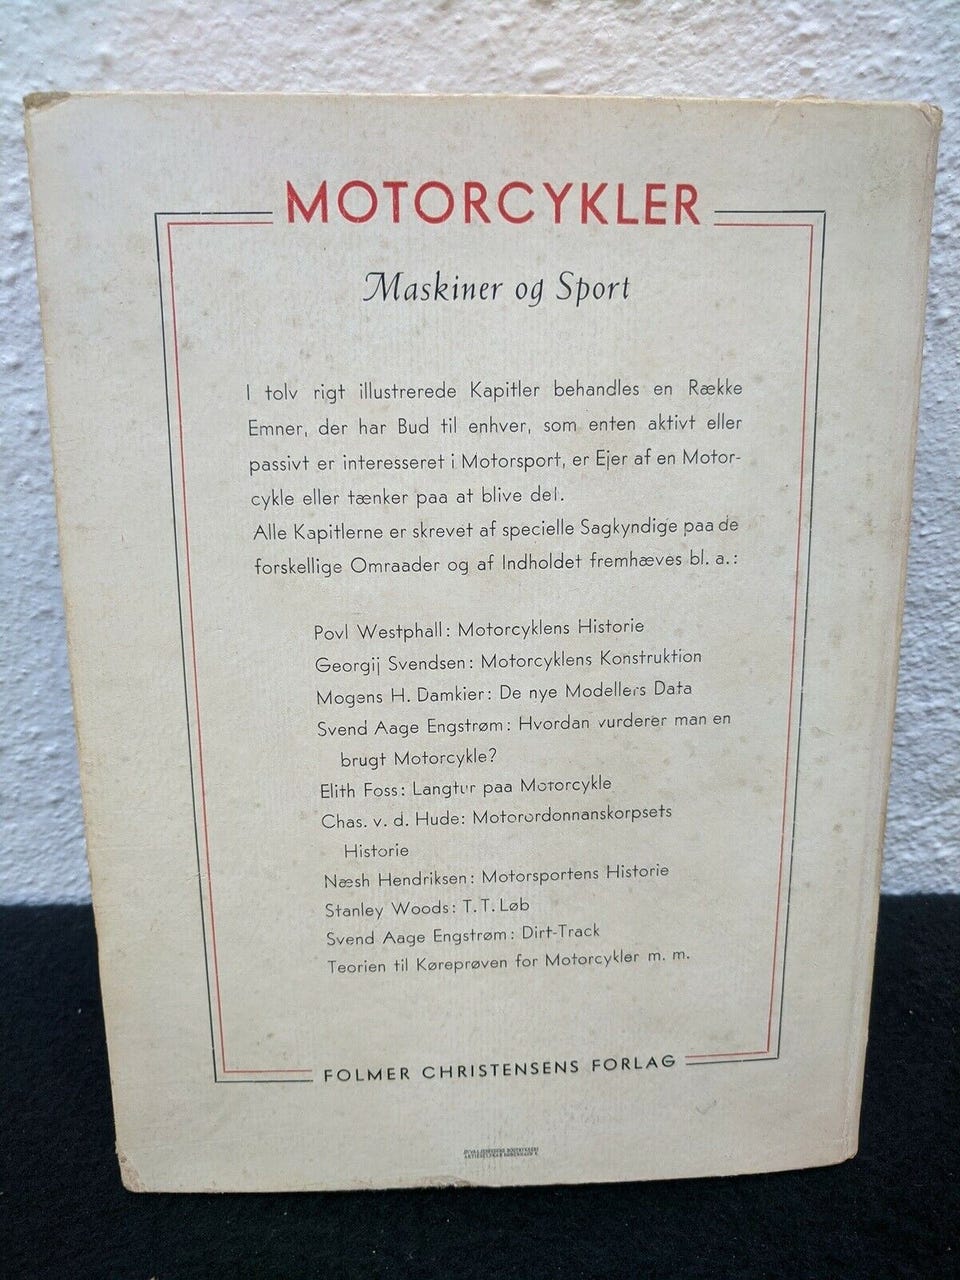 MOTORCYKLER
Maskiner og Sport
I tolv rigt illustrerede Kapitler behandles en Række
Emner, der har Bud til enhver, som enten aktivt eller
passivt er interesseret i Motorsport, er Ejer af en Motor-
cykle eller tænker paa at blive det.
Alle Kapitlerne er skrevet af specielle Sagkyndige paa de
forskellige Omraader og af Indholdet fremhæves bl. a.:
Povl Westphall: Motorcyklens Historie
Georgij Svendsen: Motorcyklens Konstruktion
Mogens H. Damkier: De nye Modellers Data
Svend Aage Engstrøm: Hvordan vurderer man en
brugt Motorcykle?
Elith Foss: Langtur paa Motorcykle
Chas. v. d. Hude: Motorordonnanskorpsets
Historie
Næsh Hendriksen: Motorsportens Historie
Stanley Woods: T. T. Løb
Svend Aage Engstrøm: Dirt-Track
Teorien til Køreprøven for Motorcykler m. m.
FOLMER CHRISTENSENS FORLAG